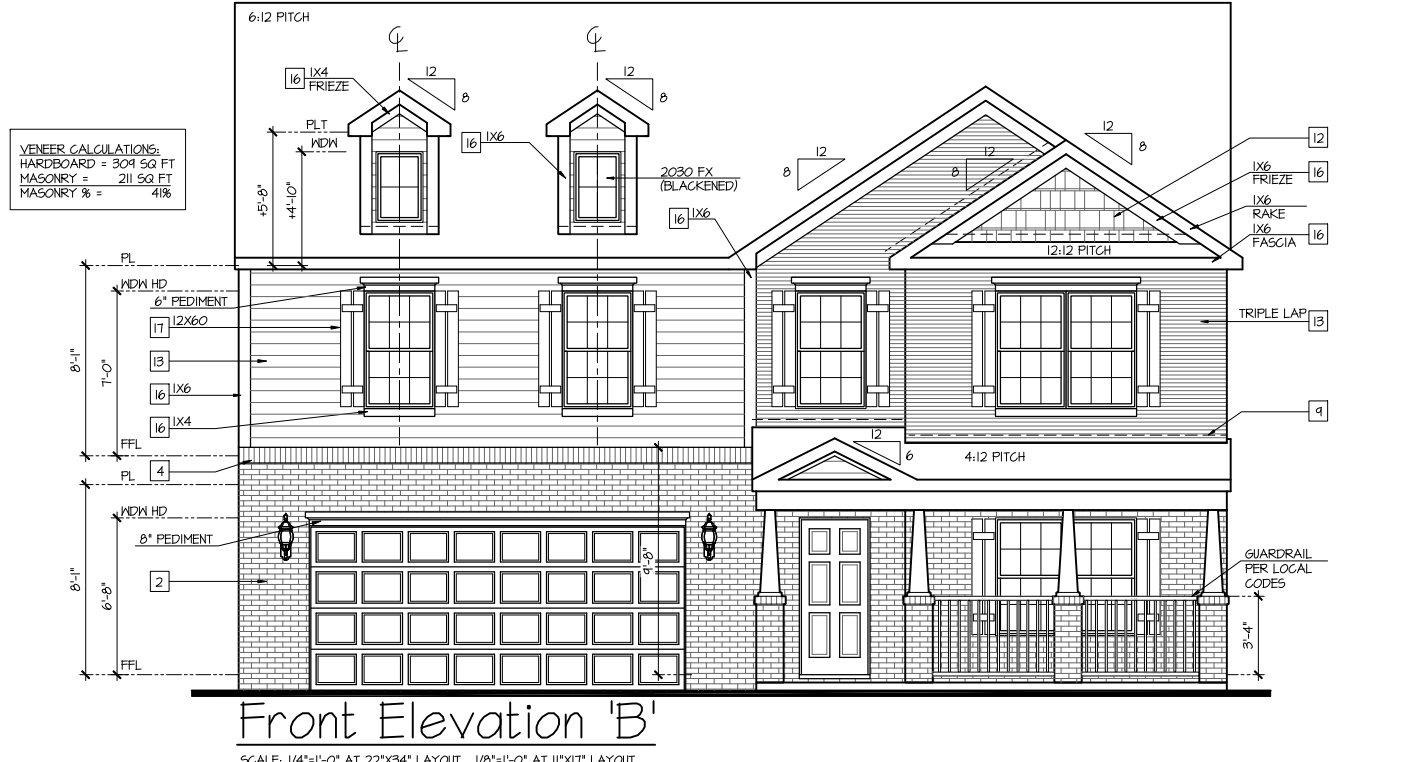 6:12 PITCH
16 1X4
FRIEZE
12
8
12
8
PLT
WDW
16 1X6
2030 FX
(BLACKENED)
+5'-8"
+4'-10"
VENEER CALCULATIONS:
HARDBOARD = 309 SQ FT
MASONRY = 211 SQ FT
MASONRY % = 41%
12
8
12
8
12
8
12
1X6
FRIEZE 16
1X6
RAKE
1X6
FASCIA 16
16 1X6
12:12 PITCH
PL
WDW HD
6" PEDIMENT
17 12X60
13
16 1X6
16 1X4
FFL
8'-1"
7'-0"
TRIPLE LAP 13
9
4
PL
WDW HD
8" PEDIMENT
2
FFL
8'-1"
6'-8"
9'-8"
12
6
4:12 PITCH
GUARDRAIL
PER LOCAL
CODES
3'-4"
Front Elevation 'B'
SCALE: 1/4"=1'-0" AT 22"X34" LAYOUT 1/8"=1'-0" AT 11"X17" LAYOUT